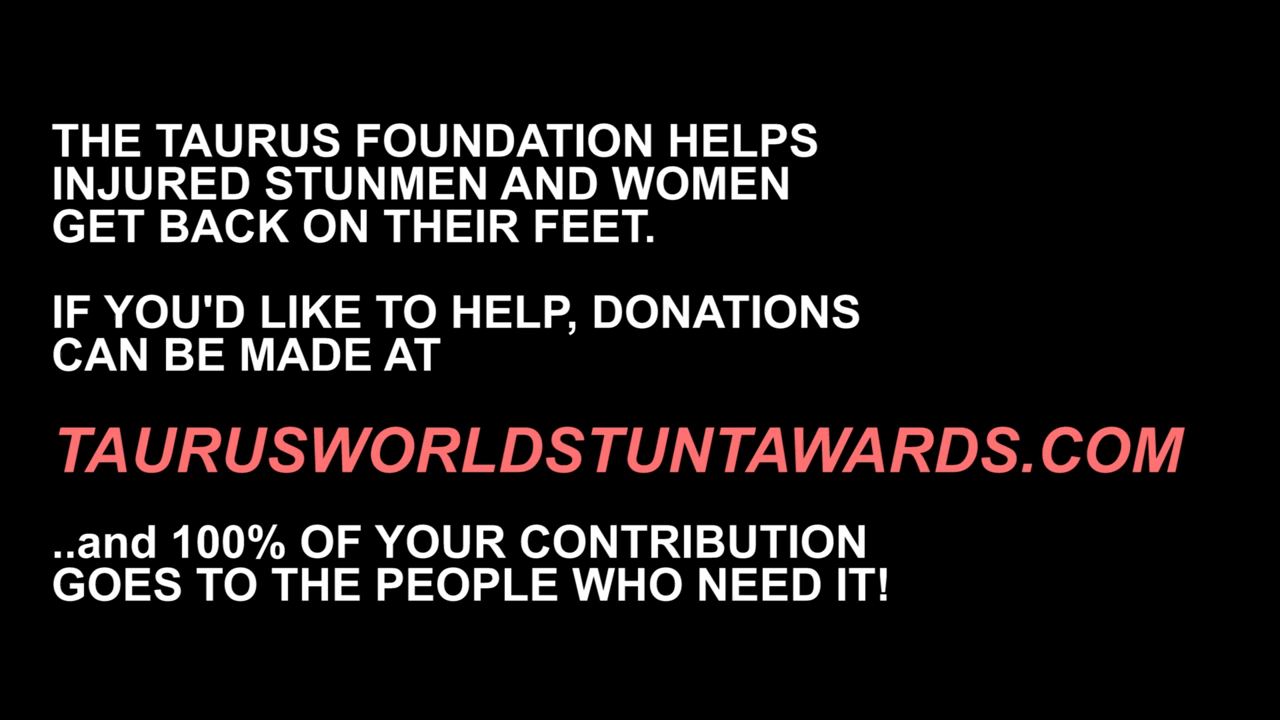 THE TAURUS FOUNDATION HELPS
INJURED STUNMEN AND WOMEN
GET BACK ON THEIR FEET.
IF YOU'D LIKE TO HELP, DONATIONS
CAN BE MADE AT
TAURUSWORLDSTUNTAWARDS.COM
..and 100% OF YOUR CONTRIBUTION
GOES TO THE PEOPLE WHO NEED IT!